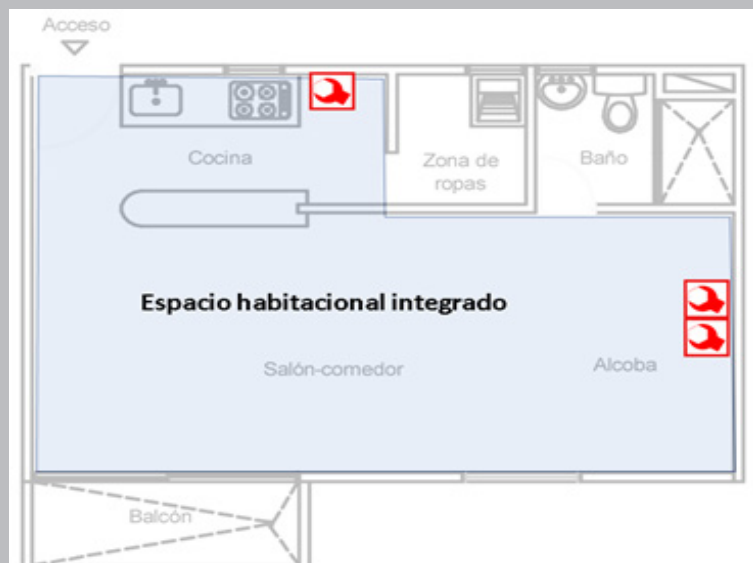 Acceso
Cocina
Zona de
ropas
Baño
Espacio habitacional integrado
Salón-comedor
Alcoba
Balcón